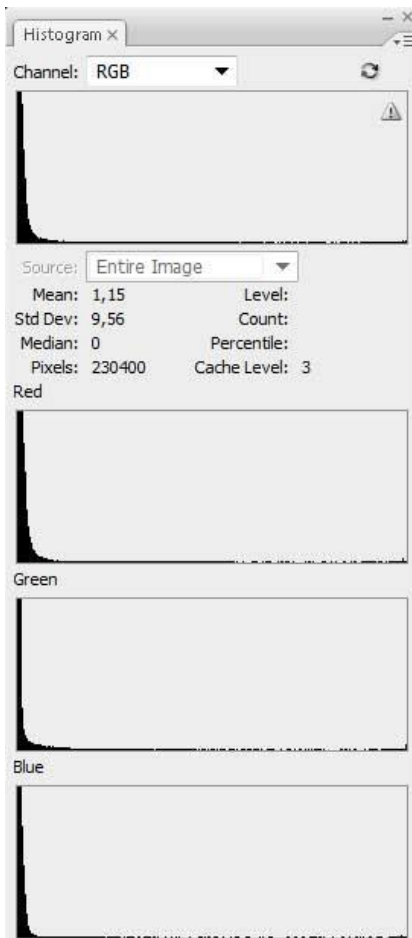 Histogram ×
Channel: RGB
Source: Entire Image
Mean: 1,15 Level:
Std Dev: 9,56 Count:
Median: 0 Percentile:
Pixels: 230400 Cache Level: 3
Red
Green
Blue